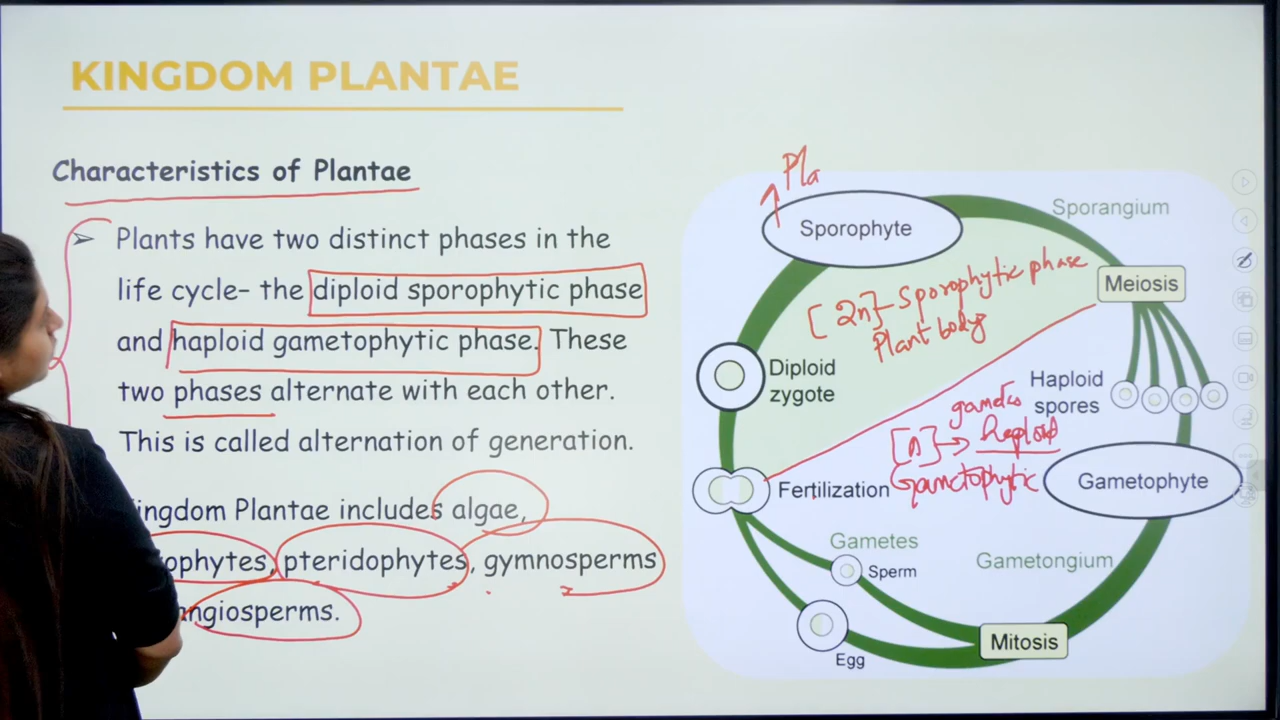 KINGDOM PLANTAE
Characteristics of Plantae
➤ Plants have two distinct phases in the
life cycle– the diploid sporophytic phase
and haploid gametophytic phase. These
two phases alternate with each other.
This is called alternation of generation.
ingdom Plantae includes algae,
ophytes, pteridophytes, gymnosperms
angiosperms.
Pla
Sporophyte
Sporangium
Meiosis
[2n]-Sporophytic phase
Plant body
Diploid
zygote
Haploid
spores
gametes
[n] → Haploid
Gametophytic
Fertilization
Gametophyte
Gametes
Sperm
Gametongium
Egg
Mitosis